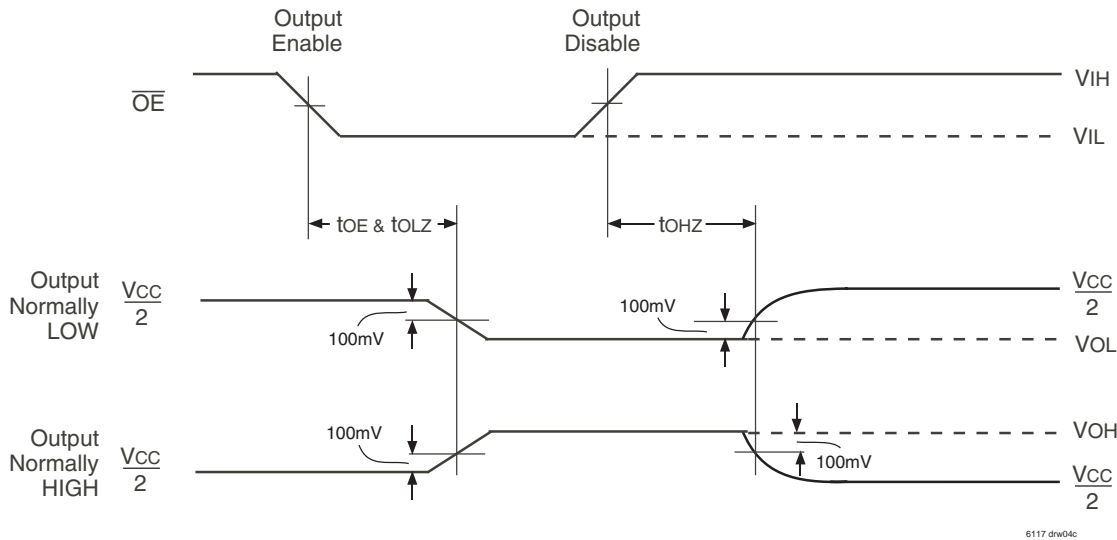 Output
Enable
Output
Disable
OE
VIH
VIL
tOE & tOLZ
tOHZ
Output
Normally
LOW
VCC
2
100mV
100mV
VCC
2
VOL
Output
Normally
HIGH
VCC
2
100mV
100mV
VOH
VCC
2
6117 drw04c